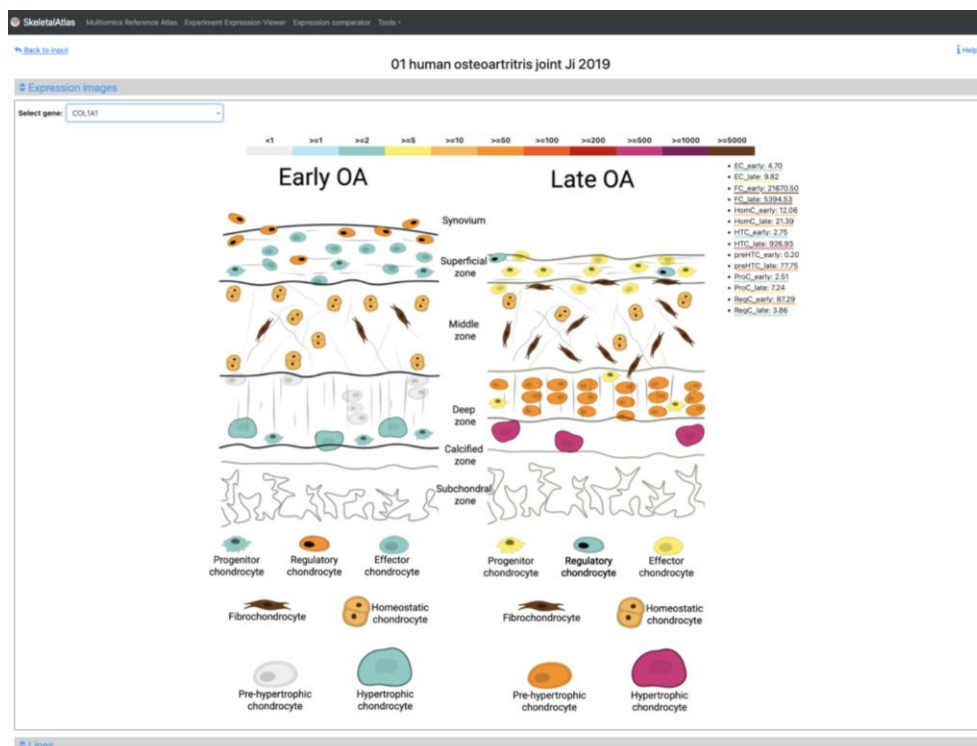 SkeletalAtlas Multiomics Reference Atlas Experiment Expression Viewer Expression comparator Tools
Back to input
Help
01 human osteoartritris joint Ji 2019
Expression images
Select gene: COL1A1
<1 >=1 >=2 >=5 >=10 >=50 >=100 >=200 >=500 >=1000 >=5000
Early OA
Late OA
EC_early: 4.70
EC_late: 9.82
FC_early: 21670.50
FC_late: 5394.53
HomC_early: 12.06
HomC_late: 21.39
HTC_early: 2.75
HTC_late: 926.93
preHTC_early: 0.20
preHTC_late: 77.75
ProC_early: 2.51
ProC_late: 7.24
RegC_early: 87.29
RegC_late: 3.86
Synovium
Superficial
zone
Middle
zone
Deep
zone
Calcified
zone
Subchondral
zone
Progenitor
chondrocyte
Regulatory
chondrocyte
Effector
chondrocyte
Fibrochondrocyte
Homeostatic
chondrocyte
Pre-hypertrophic
chondrocyte
Hypertrophic
chondrocyte
Progenitor
chondrocyte
Regulatory
chondrocyte
Effector
chondrocyte
Fibrochondrocyte
Homeostatic
chondrocyte
Pre-hypertrophic
chondrocyte
Hypertrophic
chondrocyte
Lines